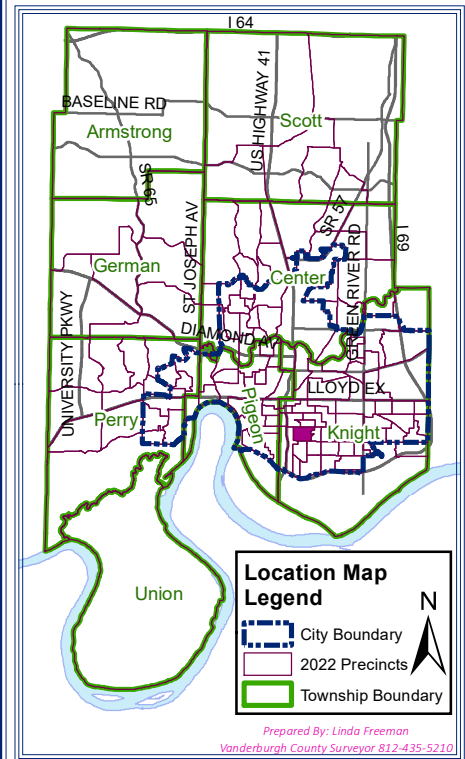 I 64
US HIGHWAY 41
BASELINE RD
Scott
Armstrong
SR 65
SR 57
I 69
ST JOSEPH AV
GREEN RIVER RD
German
Center
UNIVERSITY PKWY
DIAMOND AV
LLOYD EX
Perry
Pigeon
Knight
Union
Location Map
Legend
N
City Boundary
2022 Precincts
Township Boundary
Prepared By: Linda Freeman
Vanderburgh County Surveyor 812-435-5210